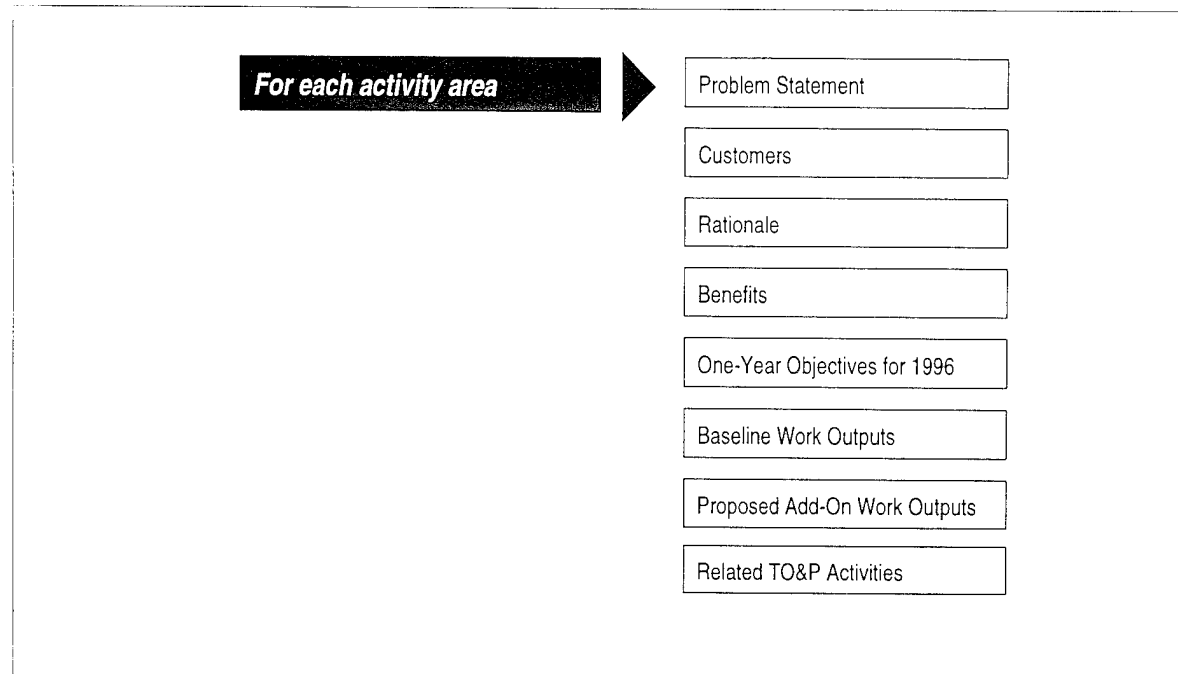 For each activity area
Problem Statement
Customers
Rationale
Benefits
One-Year Objectives for 1996
Baseline Work Outputs
Proposed Add-On Work Outputs
Related TO&P Activities